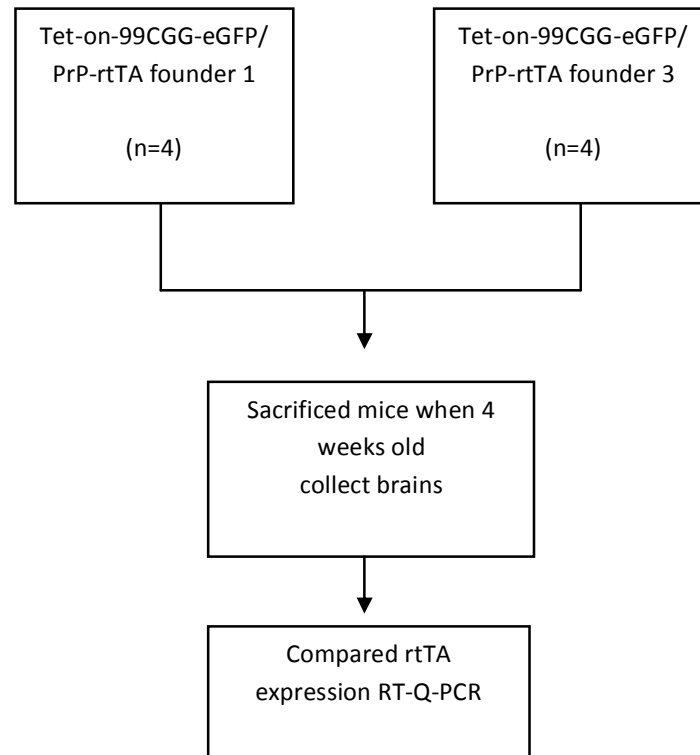 Tet-on-99CGG-eGFP/
PrP-rtTA founder 1
(n=4)
Tet-on-99CGG-eGFP/
PrP-rtTA founder 3
(n=4)
Sacrificed mice when 4
weeks old
collect brains
Compared rtTA
expression RT-Q-PCR